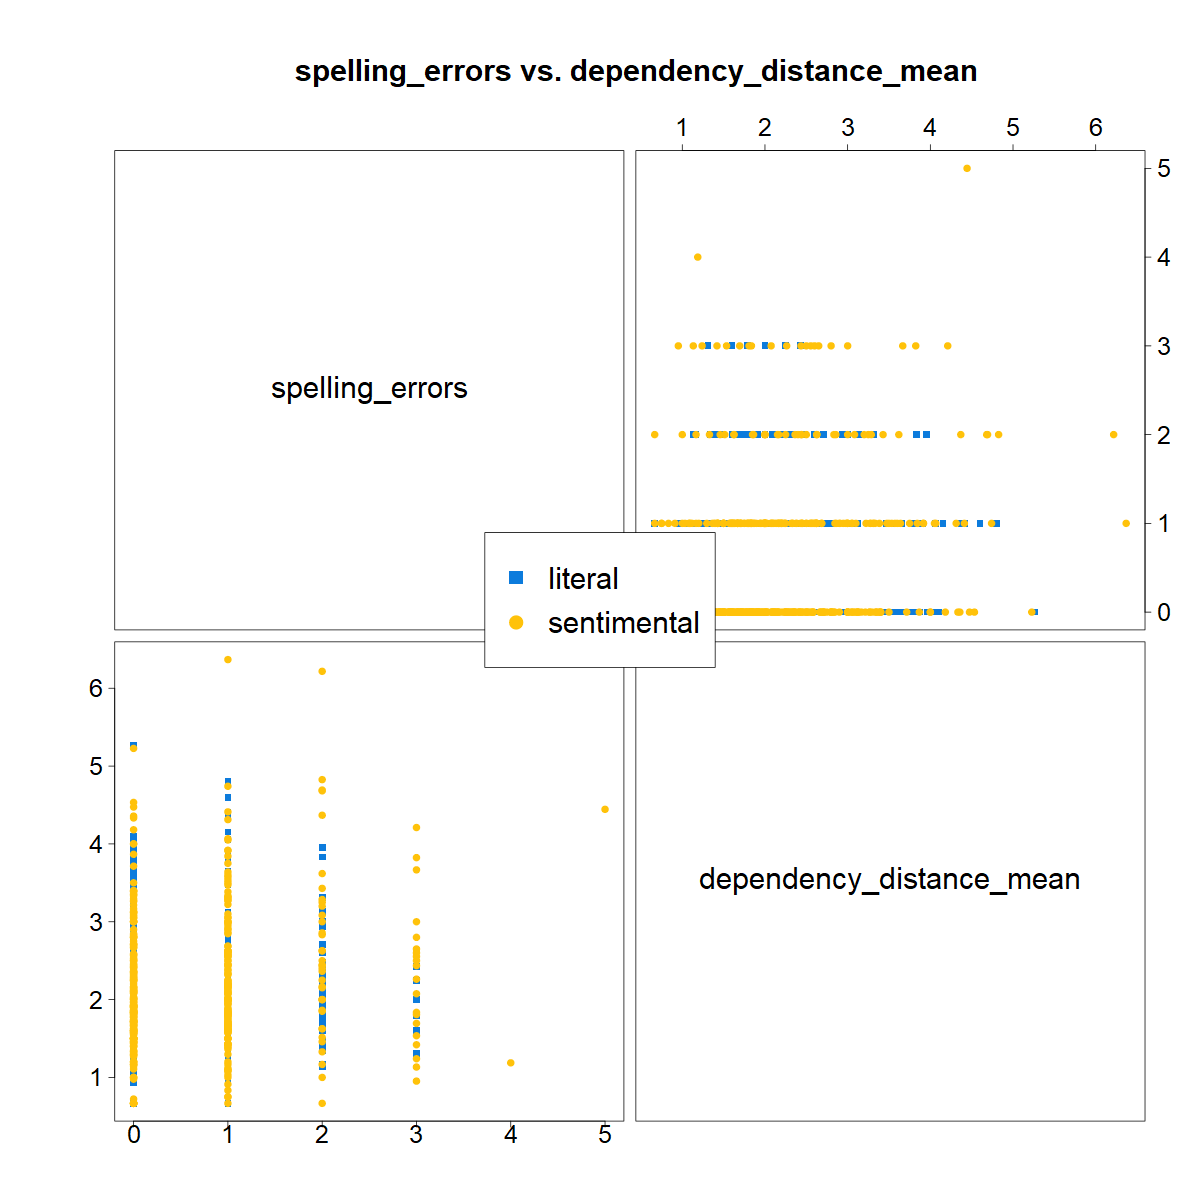 spelling_errors vs. dependency_distance_mean
1 2 3 4 5 6
spelling_errors
5
4
3
2
1
0
literal
sentimental
6
5
4
3
2
1
dependency_distance_mean
0 1 2 3 4 5